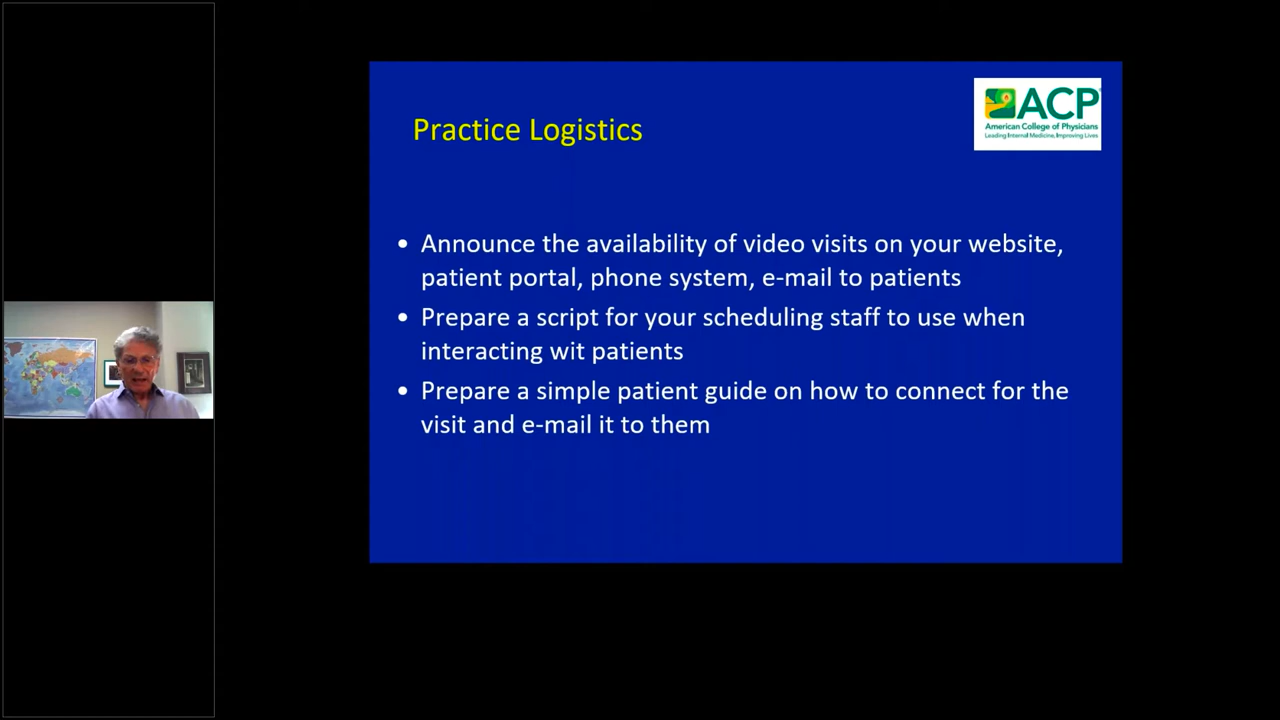 Practice Logistics
ACP
American College of Physicians
Leading Internal Medicine, Improving Lives
• Announce the availability of video visits on your website,
patient portal, phone system, e-mail to patients
• Prepare a script for your scheduling staff to use when
interacting wit patients
• Prepare a simple patient guide on how to connect for the
visit and e-mail it to them